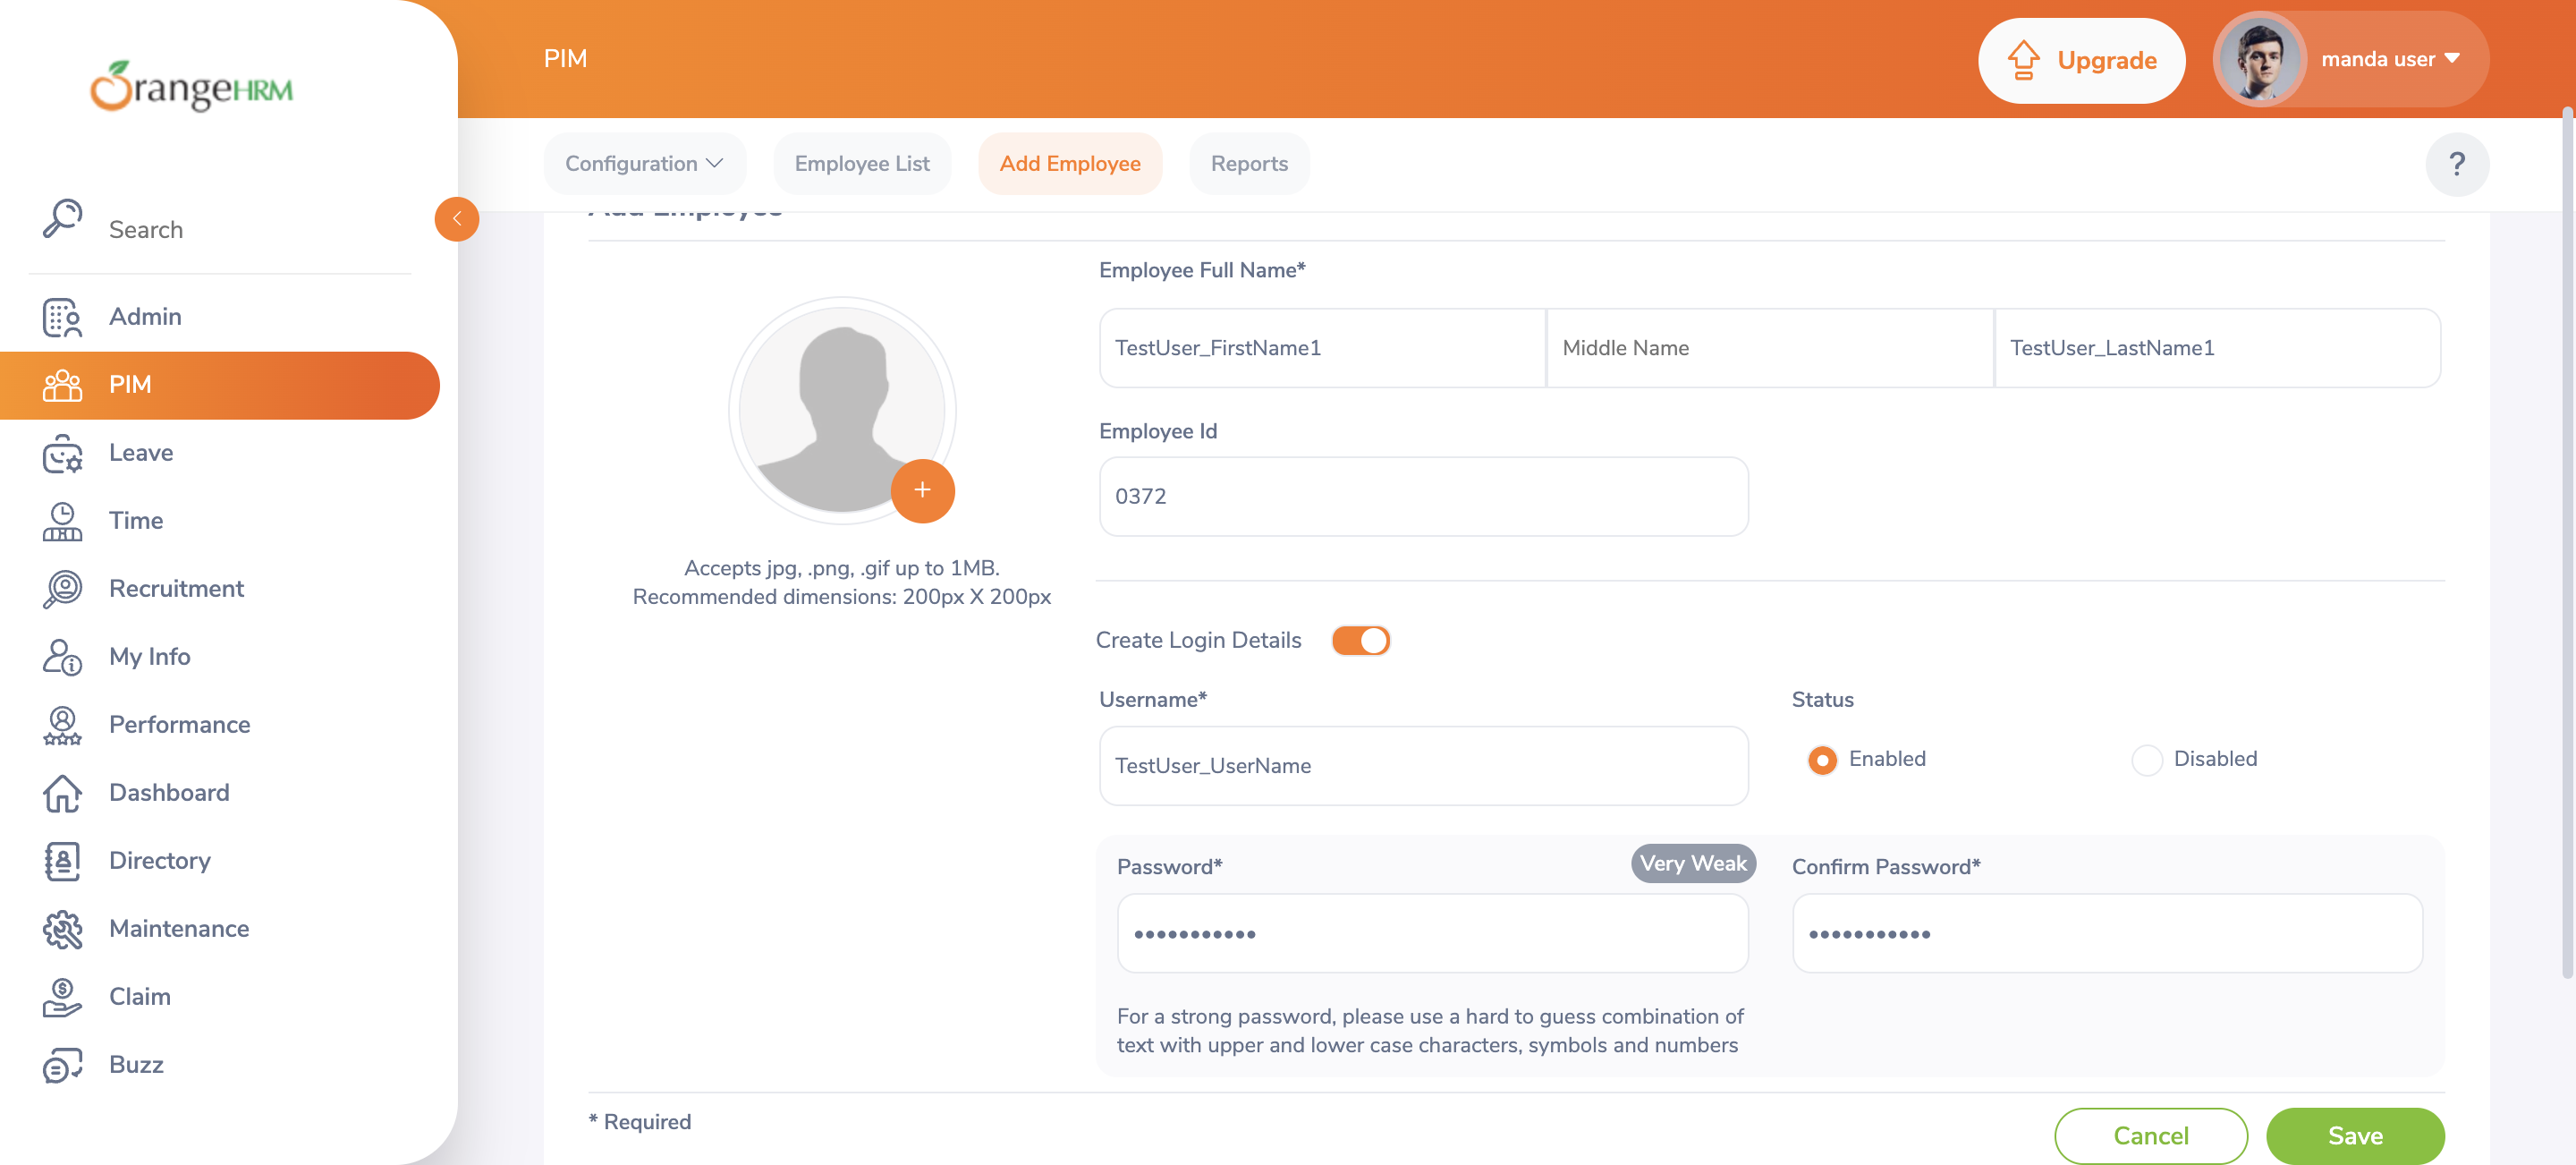 OrangeHRM
PIM
Upgrade
manda user
Configuration
Employee List
Add Employee
Reports
?
Search
Add Employee
Admin
PIM
Leave
Time
Recruitment
My Info
Performance
Dashboard
Directory
Maintenance
Claim
Buzz
Accepts jpg, .png, .gif up to 1MB.
Recommended dimensions: 200px X 200px
Employee Full Name*
TestUser_FirstName1
Middle Name
TestUser_LastName1
Employee Id
0372
Create Login Details
Username*
TestUser_UserName
Status
Enabled
Disabled
Password*
Very Weak
•••••••••••
Confirm Password*
•••••••••••
For a strong password, please use a hard to guess combination of
text with upper and lower case characters, symbols and numbers
* Required
Cancel
Save